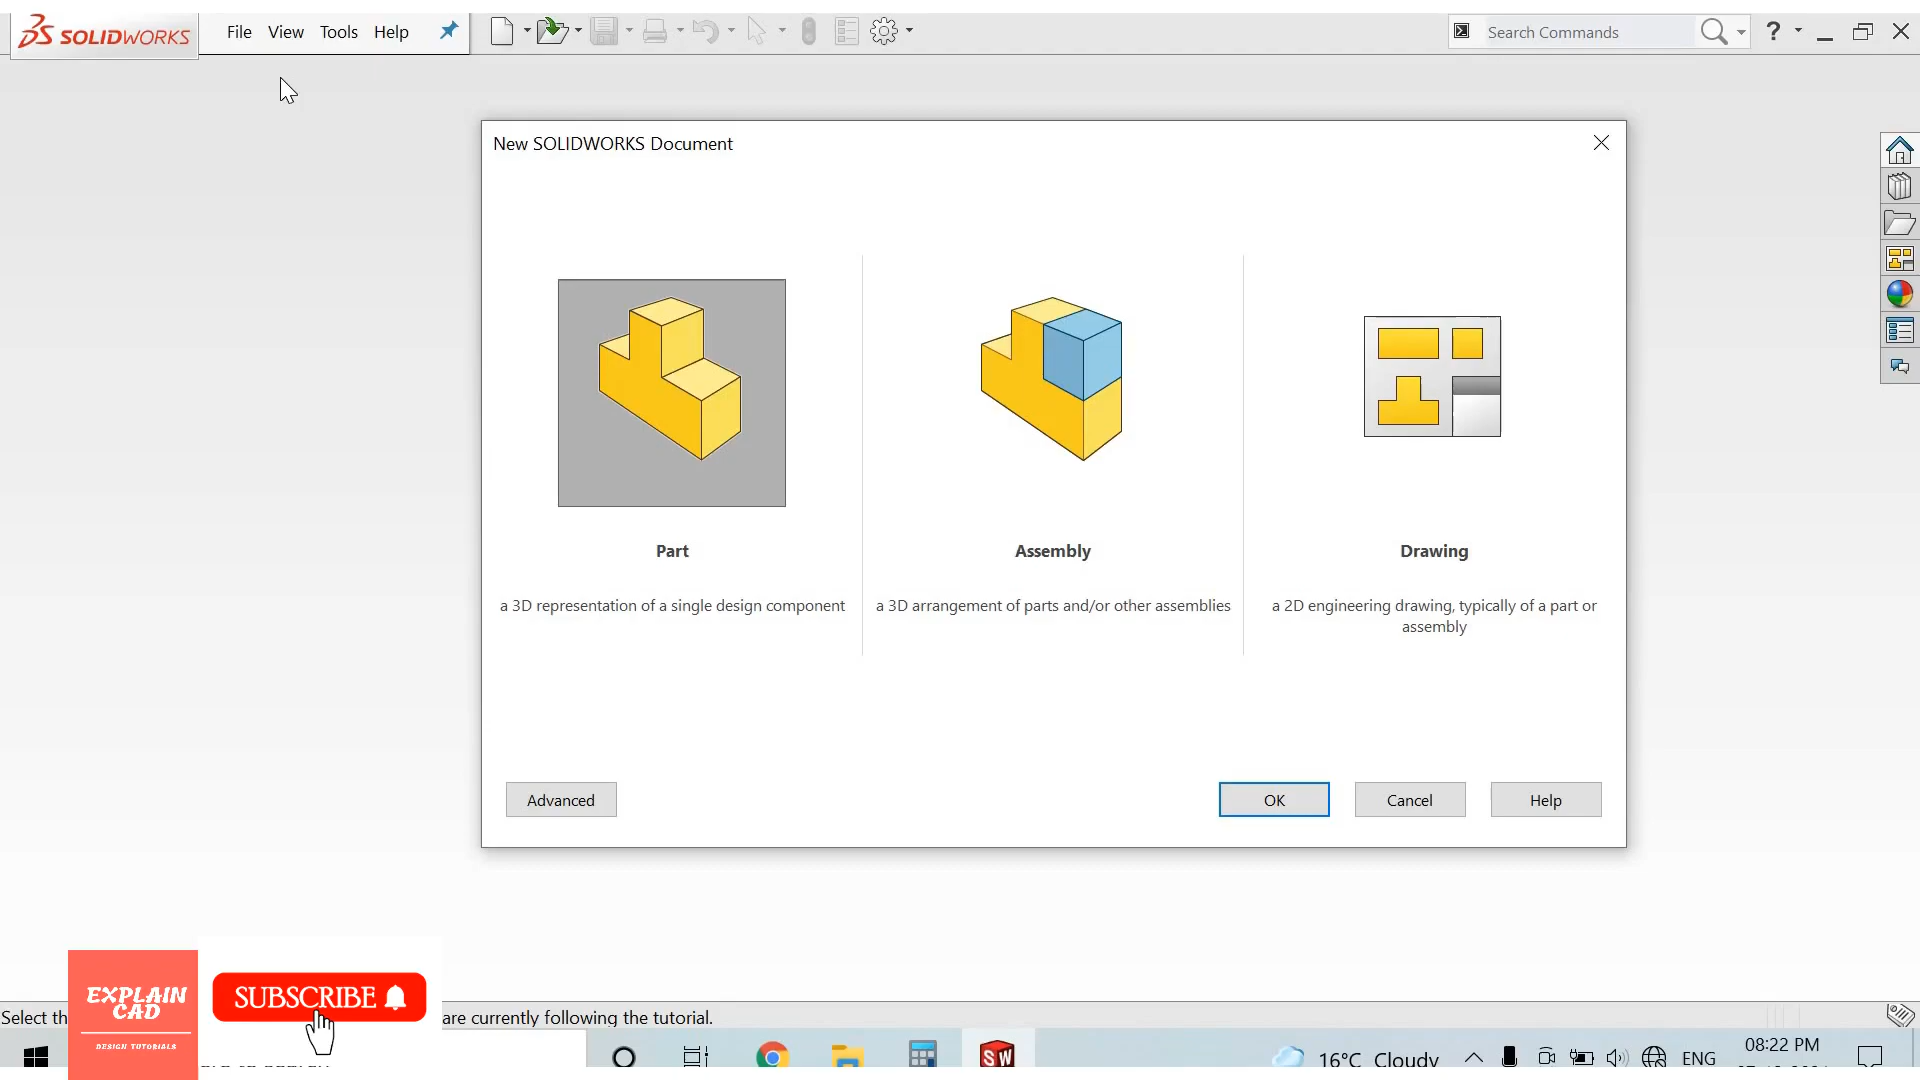 SOLIDWORKS
File View Tools Help
Search Commands
?
New SOLIDWORKS Document
Part
Assembly
Drawing
a 3D representation of a single design component
a 3D arrangement of parts and/or other assemblies
a 2D engineering drawing, typically of a part or
assembly
Advanced
OK
Cancel
Help
EXPLAIN
CAD
DESIGN TUTORIALS
SUBSCRIBE
Select th
are currently following the tutorial.
SW
16°C Cloudy
ENG
08:22 PM